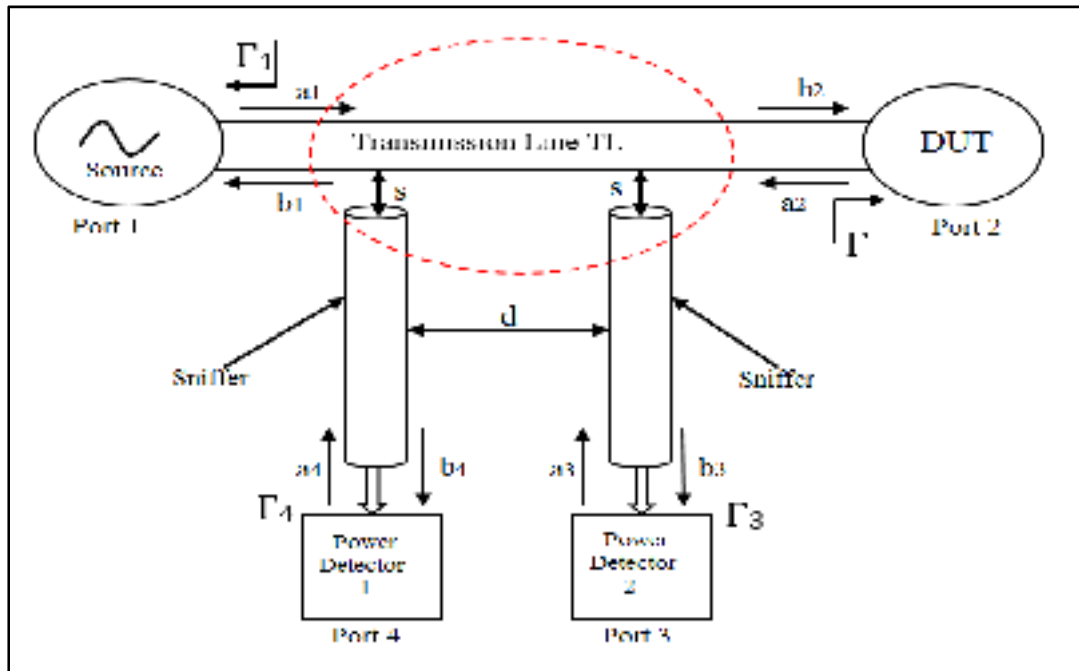 Γ1
a1
b2
Transmission Line TL
Source
DUT
b1
s
s
a2
Port 1
Γ
Port 2
d
Sniffer
Sniffer
a4
b4
a3
b3
Γ4
Γ3
Power
Detector
1
Power
Detector
2
Port 4
Port 3